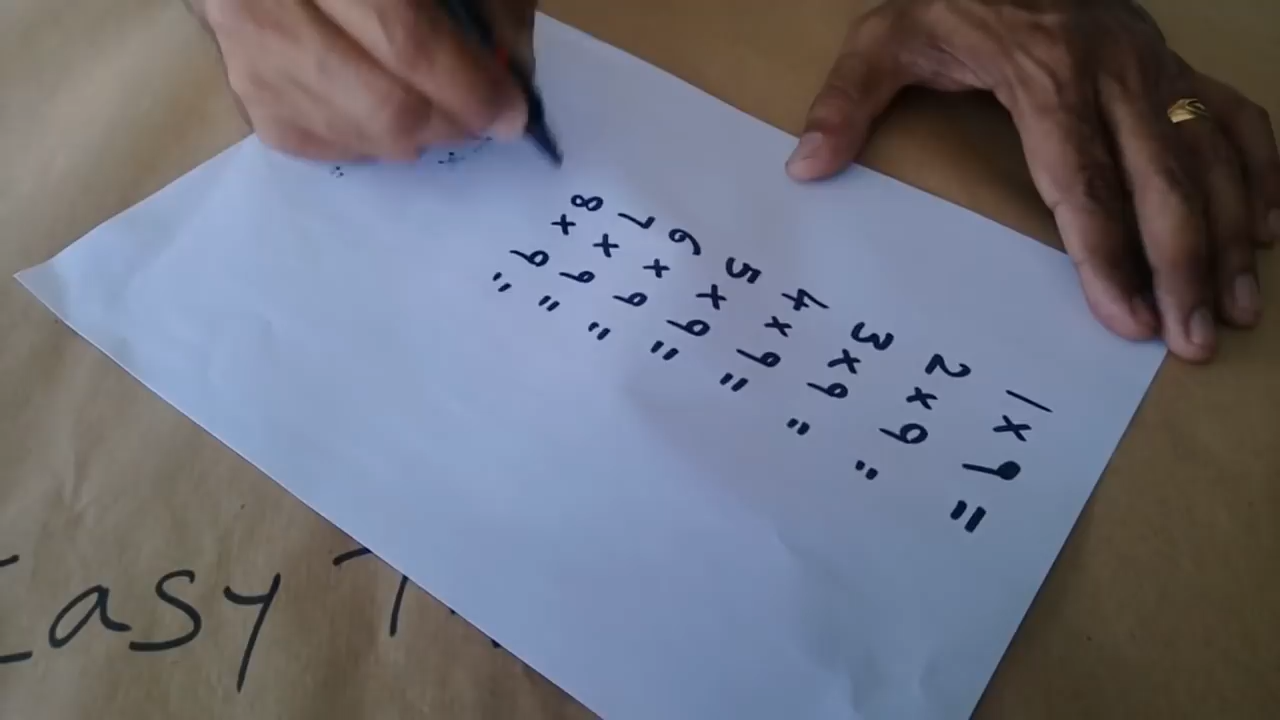 1 x 9 =
2 x 9 =
3 x 9 =
4 x 9 =
5 x 9 =
6 x 9 =
7 x 9 =
8 x 9 =
Easy